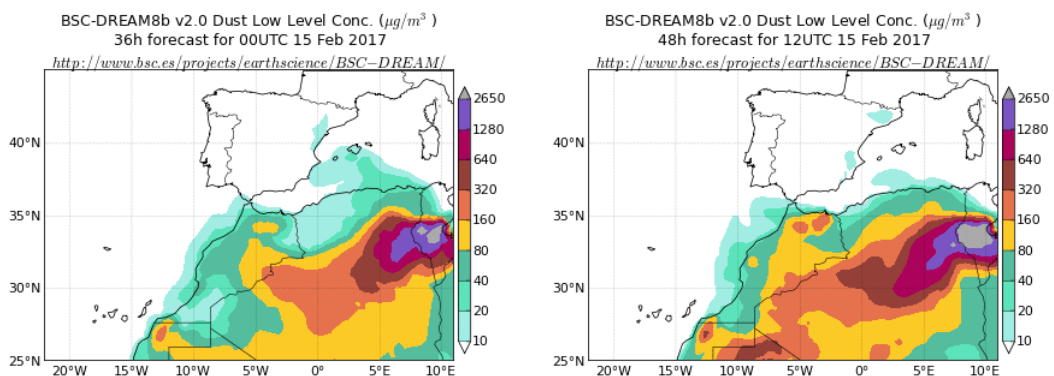 BSC-DREAM8b v2.0 Dust Low Level Conc. (μg/m³ )
36h forecast for 00UTC 15 Feb 2017
http://www.bsc.es/projects/earthscience/BSC−DREAM/
40°N
35°N
30°N
25°N
20°W
15°W
10°W
5°W
0°
5°E
10°E
2650
1280
640
320
160
80
40
20
10
BSC-DREAM8b v2.0 Dust Low Level Conc. (μg/m³ )
48h forecast for 12UTC 15 Feb 2017
http://www.bsc.es/projects/earthscience/BSC−DREAM/
40°N
35°N
30°N
25°N
20°W
15°W
10°W
5°W
0°
5°E
10°E
2650
1280
640
320
160
80
40
20
10